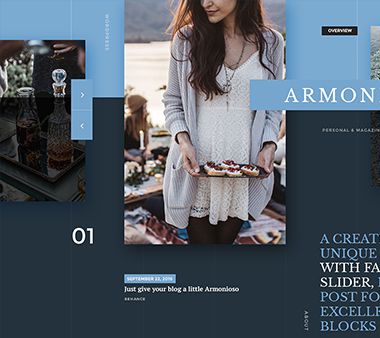 WORDPRESS
OVERVIEW
ARMON
PERSONAL & MAGAZIN
01
SEPTEMBER 22, 2016
Just give your blog a little Armonioso
BEHANCE
ABOUT
A CREATI
UNIQUE
WITH FA
SLIDER,
POST FO
EXCELLE
BLOCKS